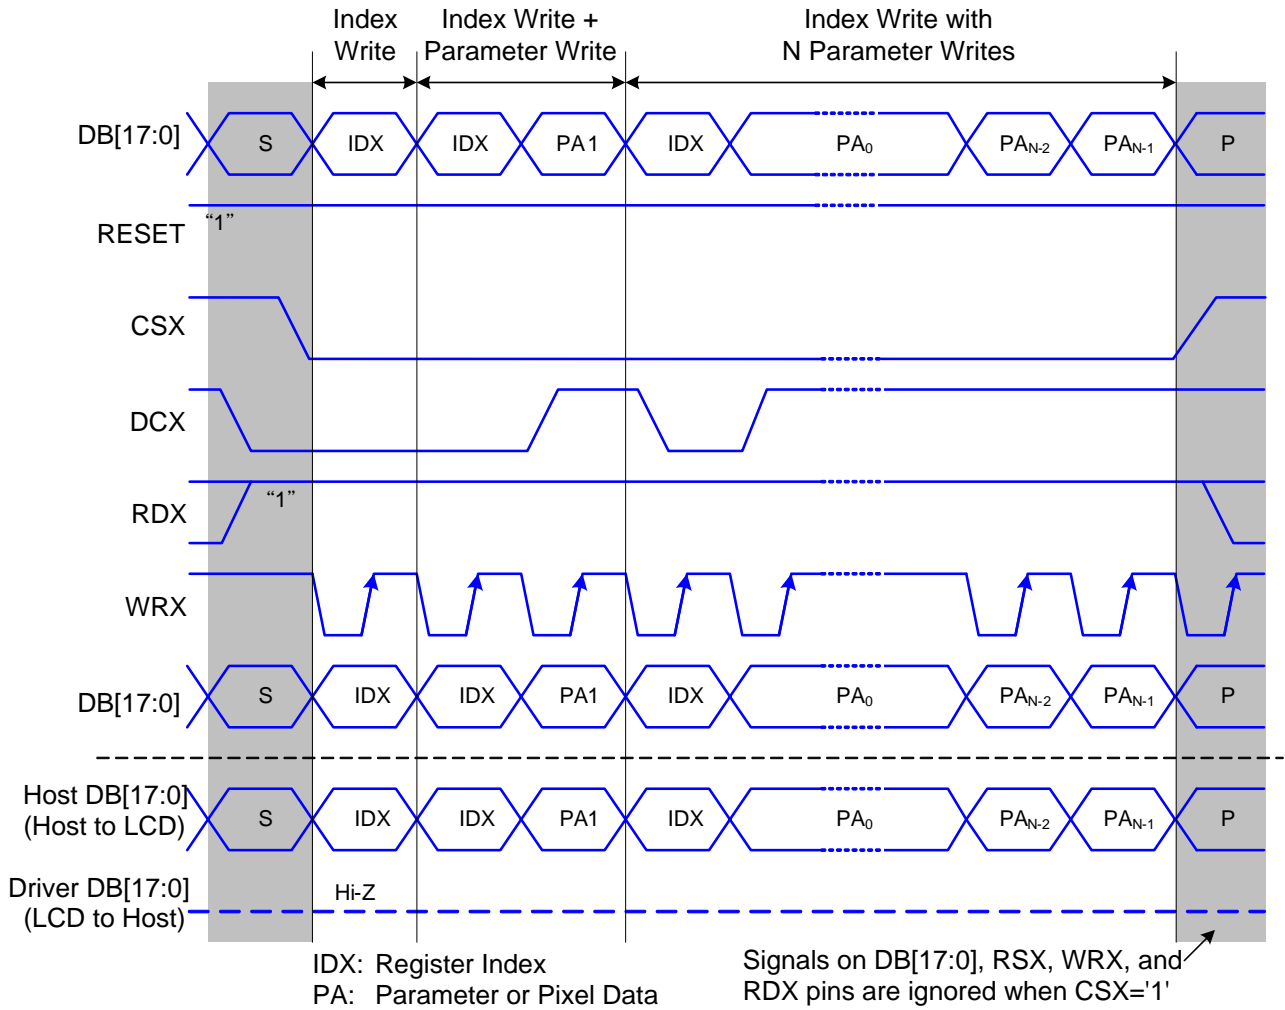 Index Write
Index Write + Parameter Write
Index Write with N Parameter Writes
DB[17:0]
S IDX IDX PA1 IDX PA0 PAN-2 PAN-1 P
RESET “1”
CSX
DCX
RDX “1”
WRX
DB[17:0]
S IDX IDX PA1 IDX PA0 PAN-2 PAN-1 P
Host DB[17:0]
(Host to LCD)
S IDX IDX PA1 IDX PA0 PAN-2 PAN-1 P
Driver DB[17:0]
(LCD to Host)
Hi-Z
IDX: Register Index
PA: Parameter or Pixel Data
Signals on DB[17:0], RSX, WRX, and
RDX pins are ignored when CSX='1'